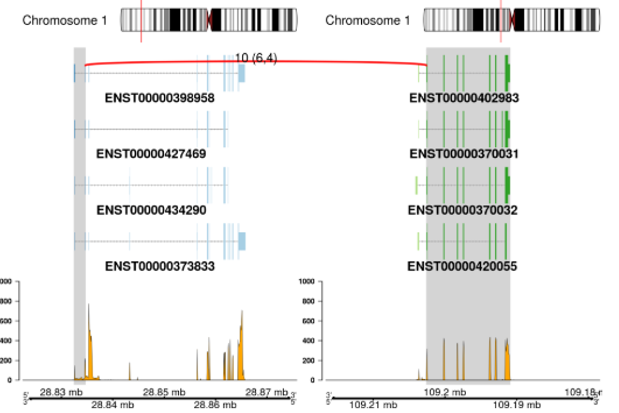 Chromosome 1
Chromosome 1
10 (6,4)
ENST00000398958
ENST00000402983
ENST00000427469
ENST00000370031
ENST00000434290
ENST00000370032
ENST00000373833
ENST00000420055
1000
800
600
400
200
0
1000
800
600
400
200
0
28.83 mb
28.85 mb
28.87 mb
28.84 mb
28.86 mb
109.2 mb
109.18
109.21 mb
109.19 mb